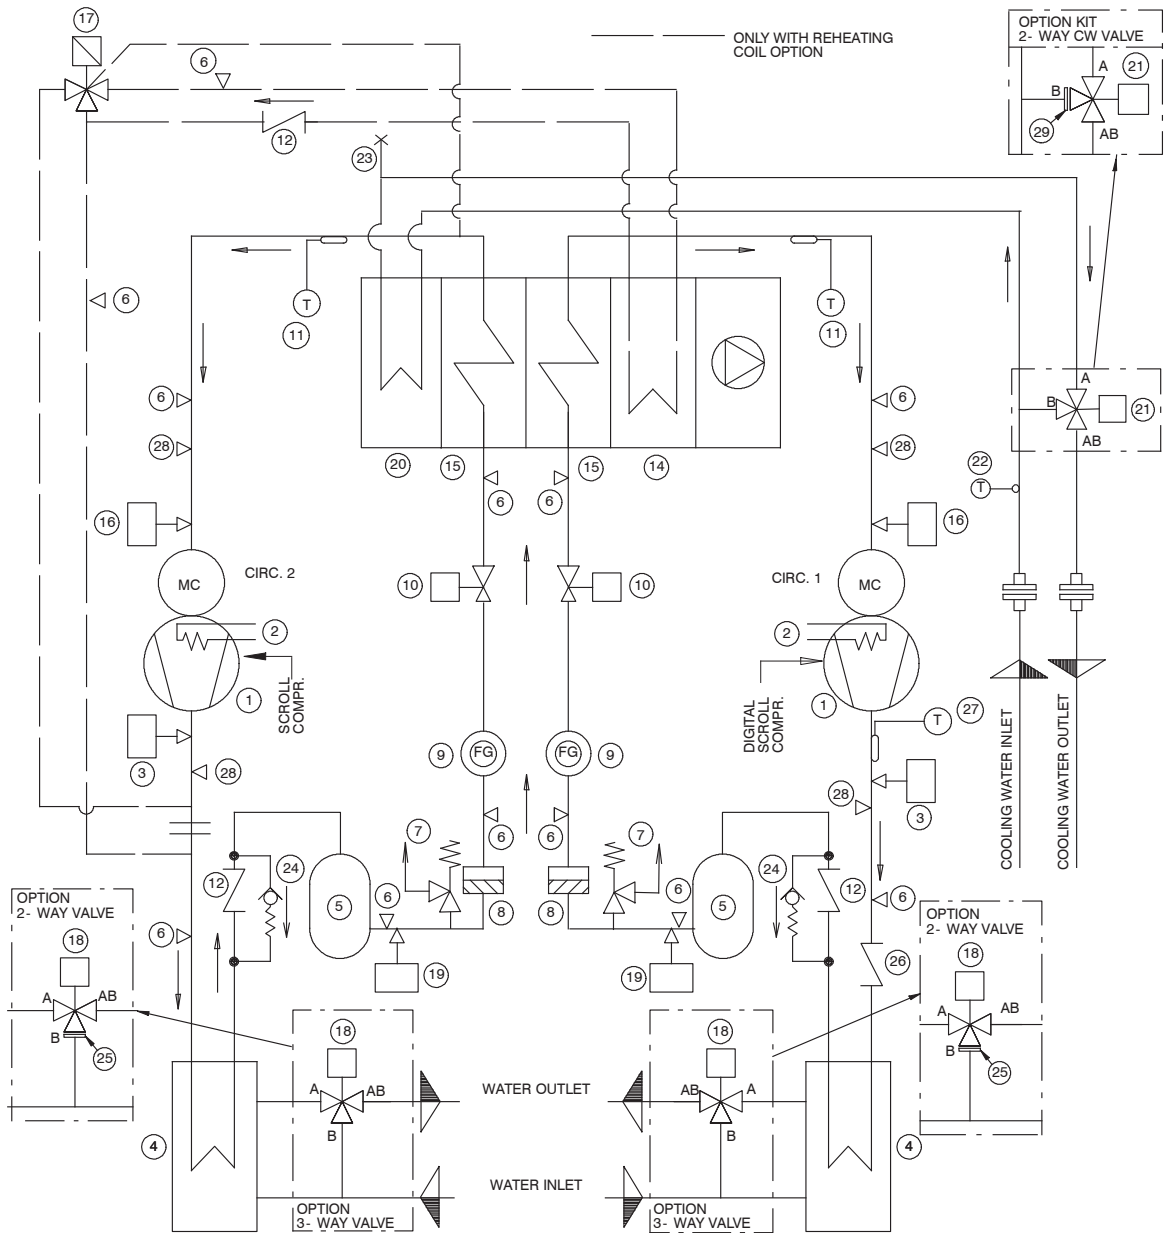 17
6
ONLY WITH REHEATING
COIL OPTION
OPTION KIT
2- WAY CW VALVE
A
21
B
29
AB
12
23
6
T
11
T
11
A
B
21
AB
6
28
20
15
15
14
6
28
6
6
22
T
16
16
MC
CIRC. 2
10
10
CIRC. 1
MC
2
2
1
SCROLL
COMPR.
DIGITAL
SCROLL
COMPR.
1
27
T
COOLING WATER INLET
COOLING WATER OUTLET
3
28
9
FG
FG
9
28
3
7
6
6
7
24
12
5
6
8
8
6
5
24
12
6
OPTION
2- WAY VALVE
6
19
19
26
OPTION
2- WAY VALVE
18
A
AB
B
25
18
A
AB
B
25
18
A
AB
B
18
AB
A
B
WATER OUTLET
4
4
WATER INLET
OPTION
3- WAY VALVE
OPTION
3- WAY VALVE